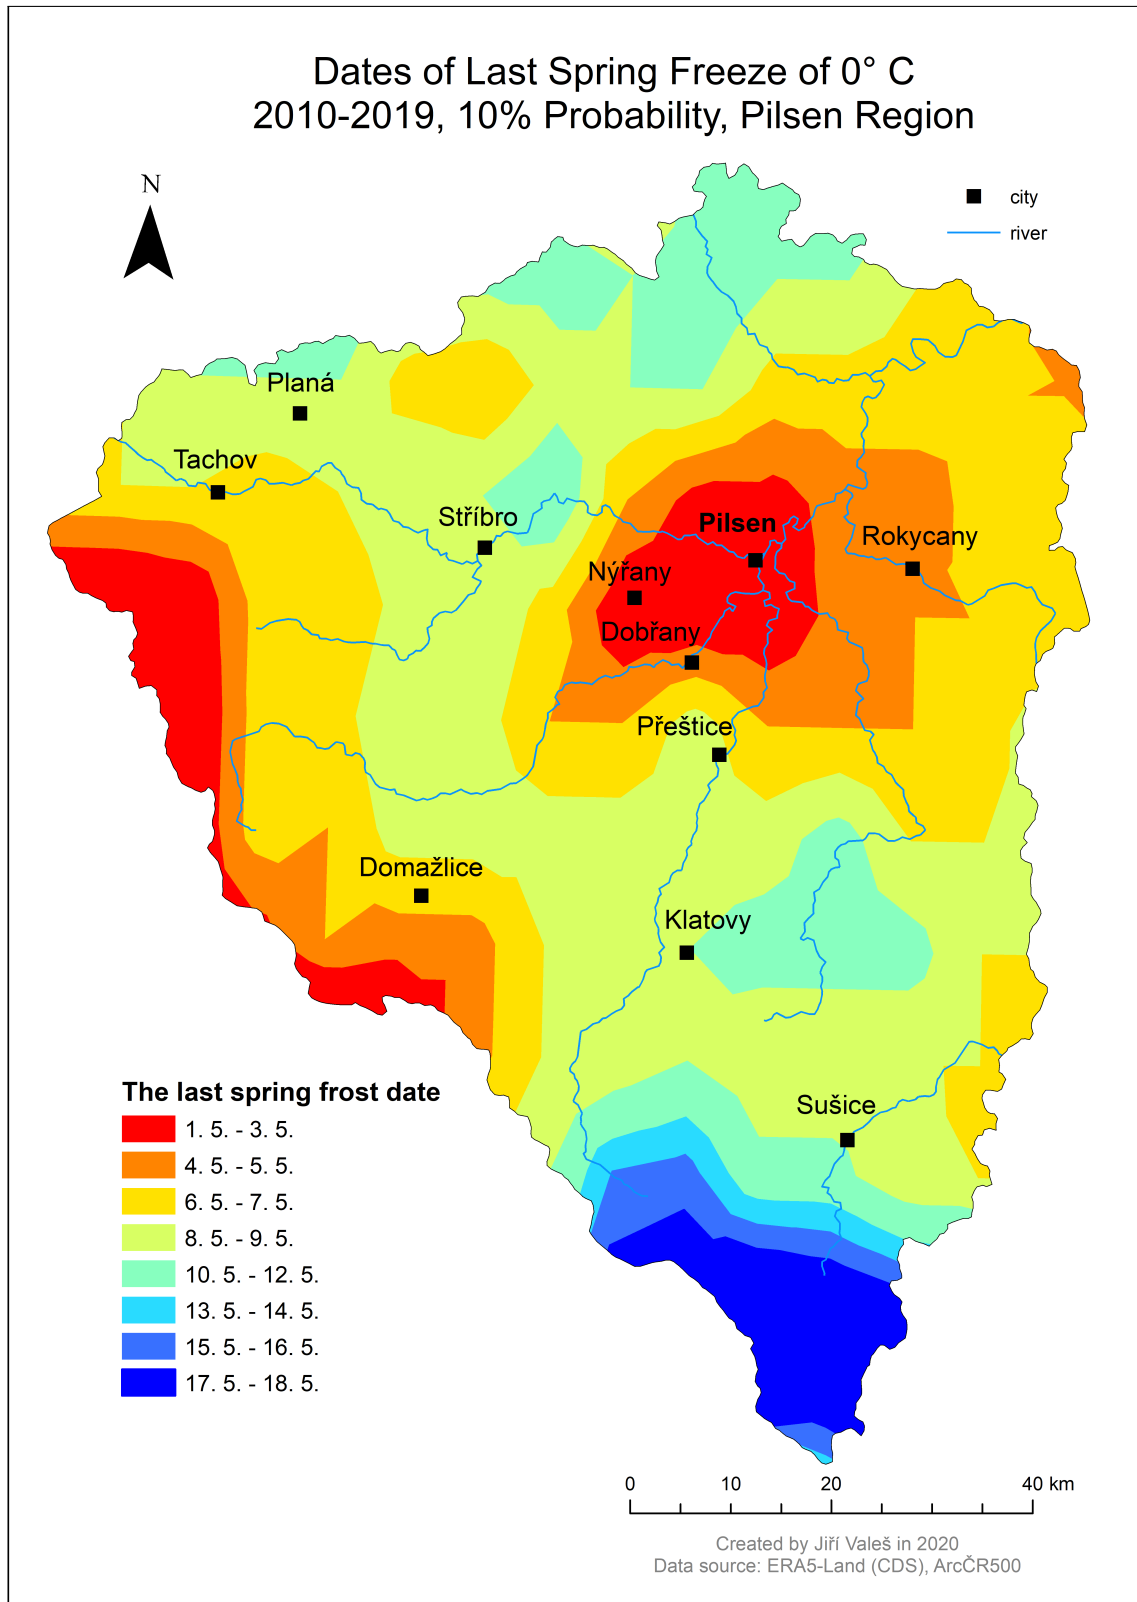 Dates of Last Spring Freeze of 0° C
2010-2019, 10% Probability, Pilsen Region
N
city
river
Planá
Tachov
Stříbro
Pilsen
Rokycany
Nýřany
Dobřany
Přeštice
Domažlice
Klatovy
Sušice
The last spring frost date
1. 5. - 3. 5.
4. 5. - 5. 5.
6. 5. - 7. 5.
8. 5. - 9. 5.
10. 5. - 12. 5.
13. 5. - 14. 5.
15. 5. - 16. 5.
17. 5. - 18. 5.
0 10 20 40 km
Created by Jiří Valeš in 2020
Data source: ERA5-Land (CDS), ArcČR500